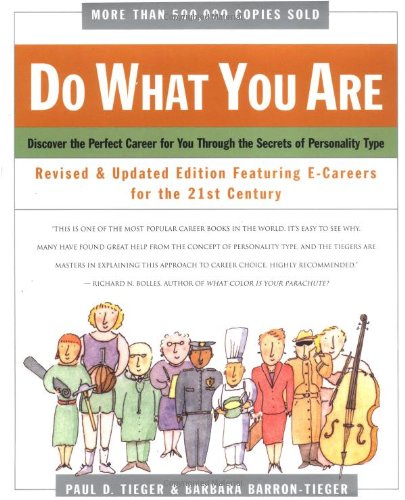 MORE THAN 500,000 COPIES SOLD
DO WHAT YOU ARE
Discover the Perfect Career for You Through the Secrets of Personality Type
Revised & Updated Edition Featuring E-Careers
for the 21st Century
"THIS IS ONE OF THE MOST POPULAR CAREER BOOKS IN THE WORLD. IT'S EASY TO SEE WHY.
MANY HAVE FOUND GREAT HELP FROM THE CONCEPT OF PERSONALITY TYPE, AND THE TIEGERS ARE
MASTERS IN EXPLAINING THIS APPROACH TO CAREER CHOICE. HIGHLY RECOMMENDED."
— RICHARD N. BOLLES, AUTHOR OF WHAT COLOR IS YOUR PARACHUTE?
PAUL D. TIEGER & BARBARA BARRON-TIEGER